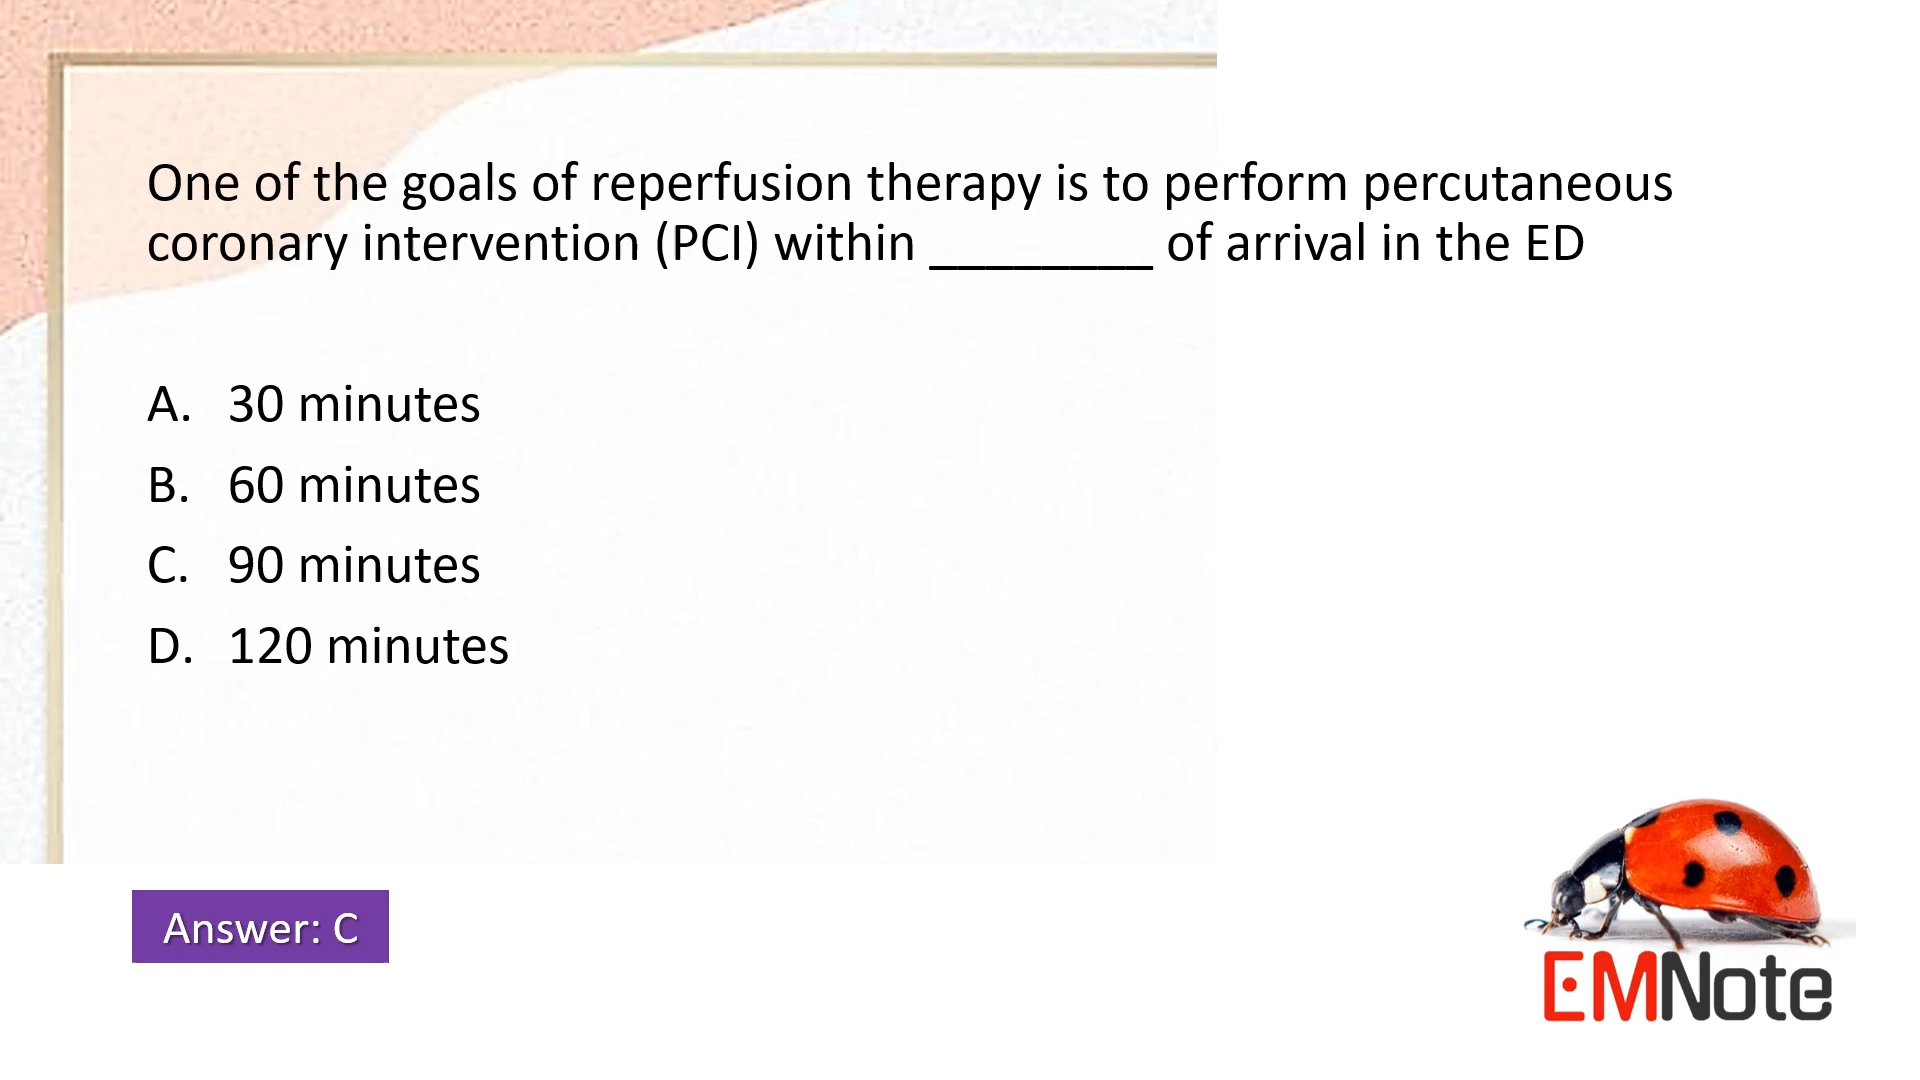 One of the goals of reperfusion therapy is to perform percutaneous
coronary intervention (PCI) within ________ of arrival in the ED
A. 30 minutes
B. 60 minutes
C. 90 minutes
D. 120 minutes
Answer: C
EMNote